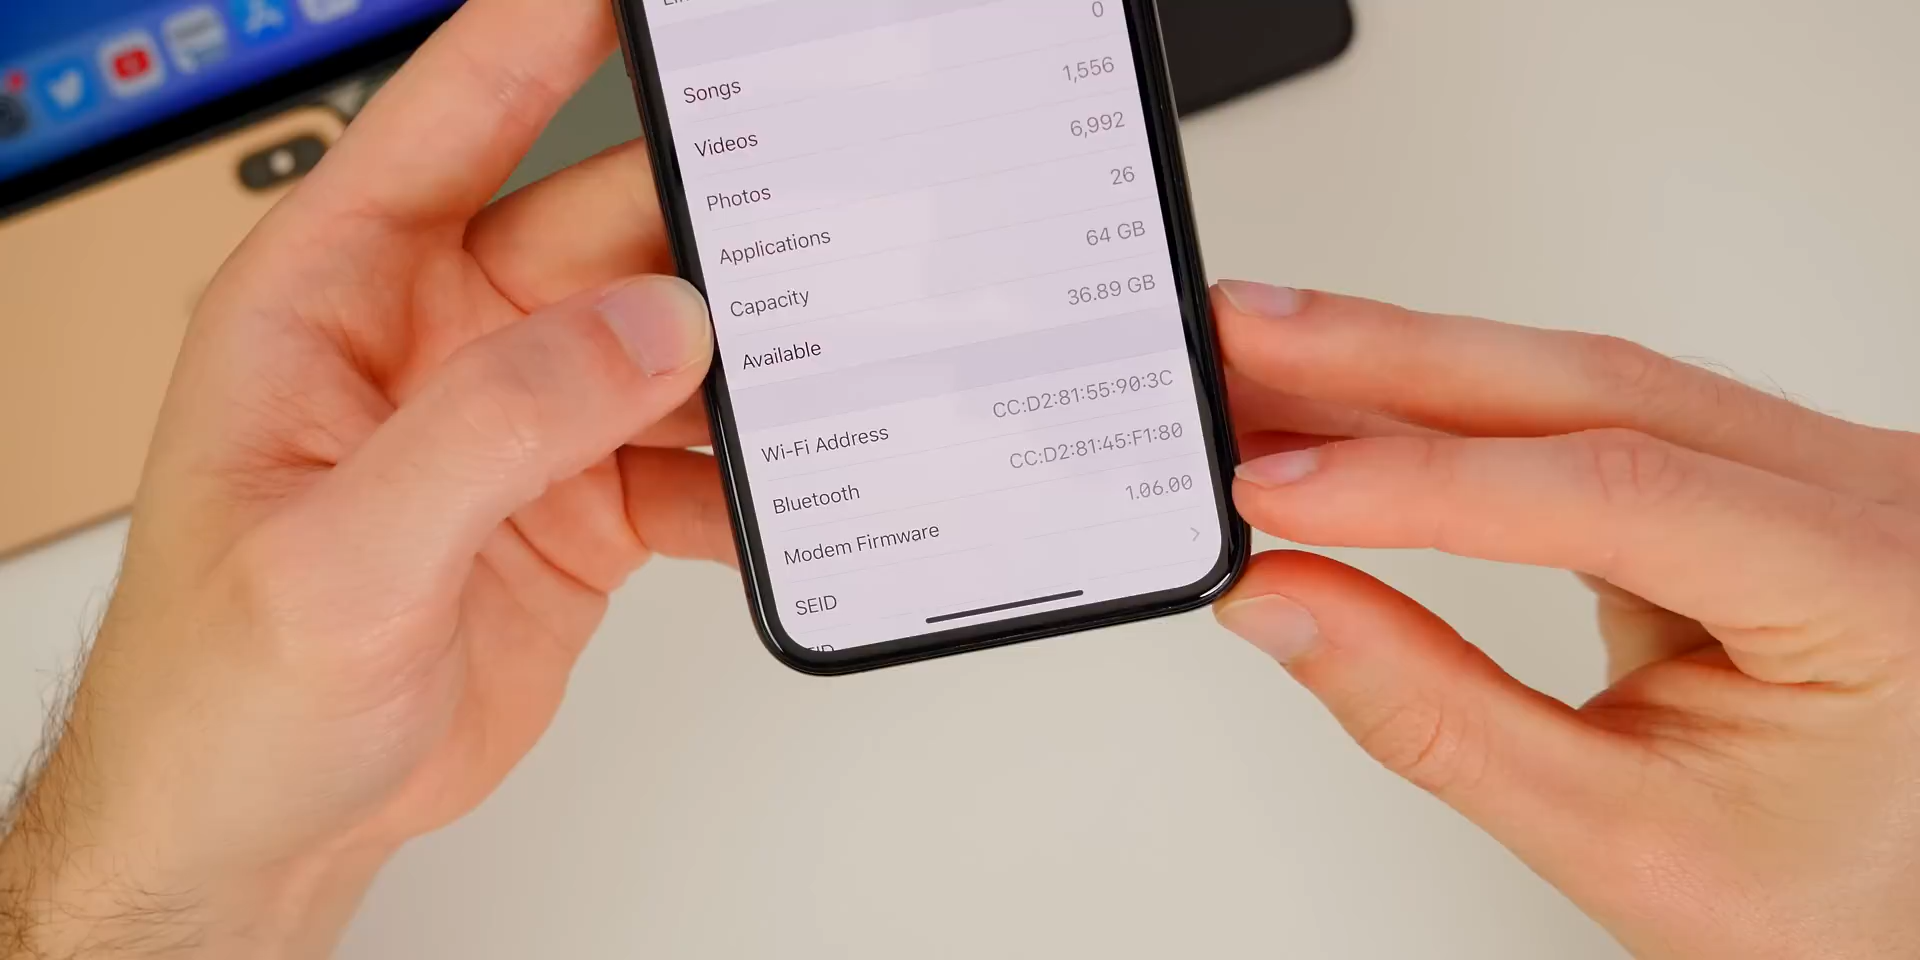 Songs 0
Videos 1,556
Photos 6,992
Applications 26
Capacity 64 GB
Available 36.89 GB
Wi-Fi Address CC:D2:81:55:90:3C
Bluetooth CC:D2:81:45:F1:80
Modem Firmware 1.06.00
SEID